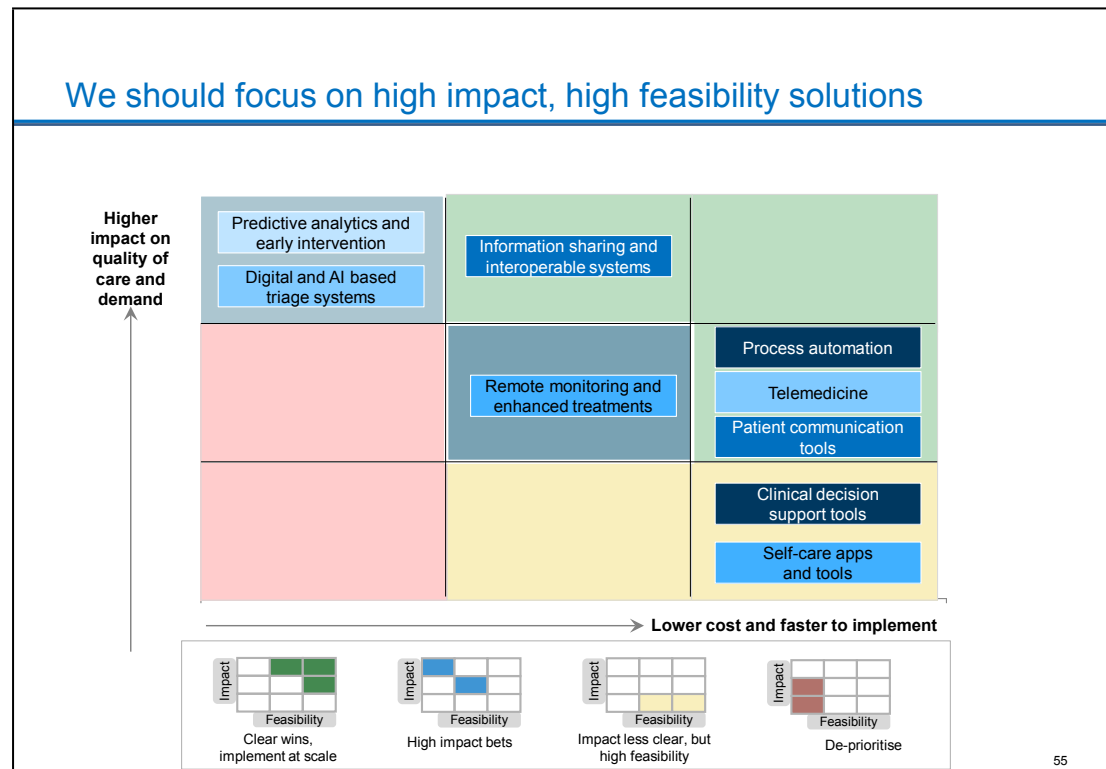 We should focus on high impact, high feasibility solutions
Higher
impact on
quality of
care and
demand
Predictive analytics and
early intervention
Digital and AI based
triage systems
Information sharing and
interoperable systems
Remote monitoring and
enhanced treatments
Process automation
Telemedicine
Patient communication
tools
Clinical decision
support tools
Self-care apps
and tools
Lower cost and faster to implement
Impact
Feasibility
Clear wins,
implement at scale
Impact
Feasibility
High impact bets
Impact
Feasibility
Impact less clear, but
high feasibility
Impact
Feasibility
De-prioritise
55